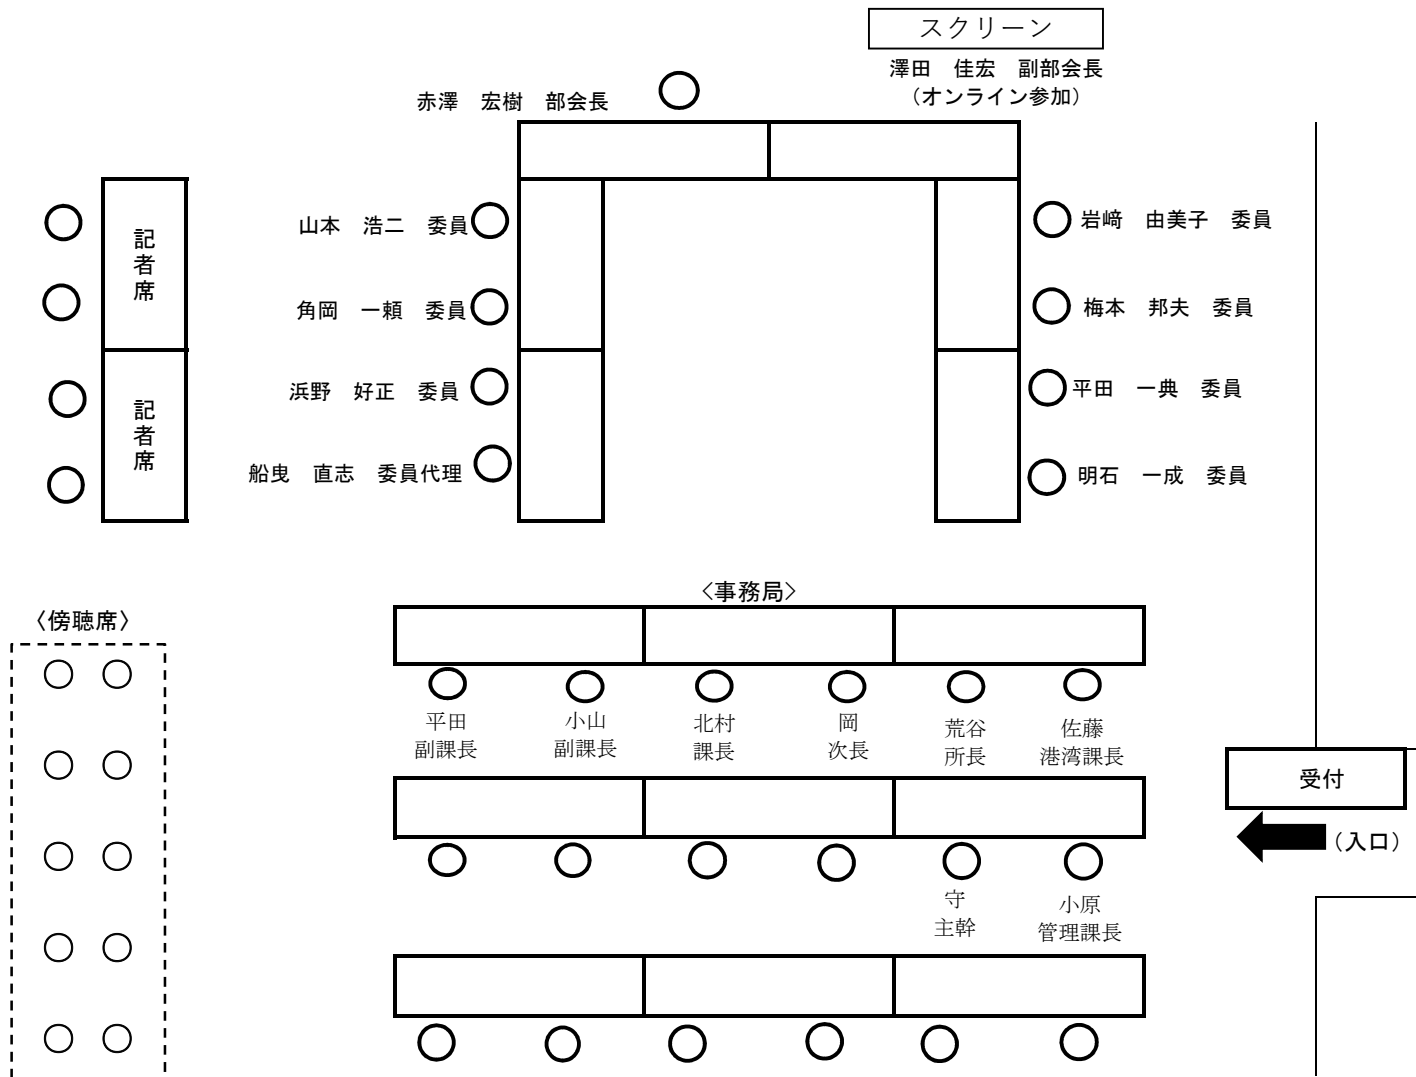 スクリーン
澤田　佳宏　副部会長
（オンライン参加）
赤澤　宏樹　部会長
山本　浩二　委員
岩﨑　由美子　委員
記者席
角岡　一頼　委員
梅本　邦夫　委員
浜野　好正　委員
平田　一典　委員
記者席
船曵　直志　委員代理
明石　一成　委員
〈事務局〉
〈傍聴席〉
平田
副課長
小山
副課長
北村
課長
岡
次長
荒谷
所長
佐藤
港湾課長
受付
（入口）
守
主幹
小原
管理課長